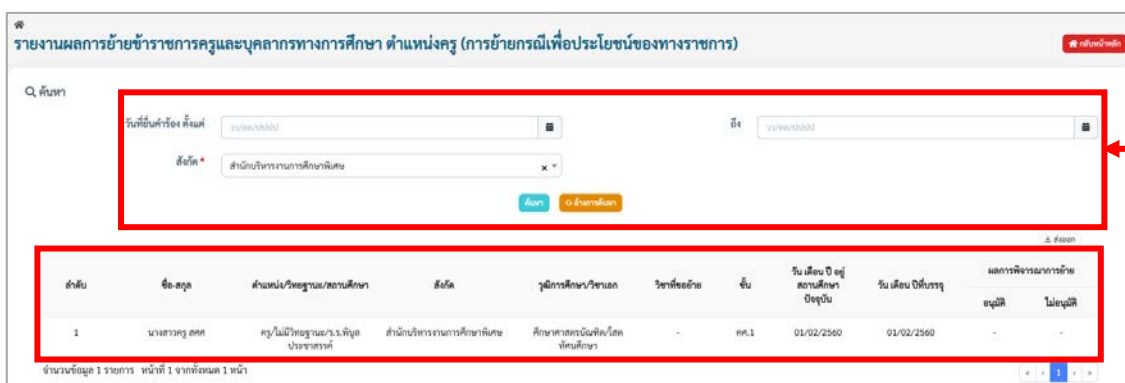 รายงานผลการย้ายข้าราชการครูและบุคลากรทางการศึกษา ตำแหน่งครู (การย้ายกรณีเพื่อประโยชน์ของทางราชการ)
กลับหน้าหลัก
ค้นหา
วันที่ยื่นคำร้อง ตั้งแต่ วว/ดด/ปปปป ถึง วว/ดด/ปปปป
สังกัด * สำนักบริหารงานการศึกษาพิเศษ × 
ค้นหา ล้างการค้นหา
ส่งออก
ลำดับ ชื่อ-สกุล ตำแหน่ง/วิทยฐานะ/สถานศึกษา สังกัด วุฒิการศึกษา/วิชาเอก วิชาที่ขอย้าย ชั้น วัน เดือน ปี อยู่สถานศึกษาปัจจุบัน วัน เดือน ปีที่บรรจุ ผลการพิจารณาการย้าย
อนุมัติ ไม่อนุมัติ
1 นางสาวครู สศศ ครู/ไม่มีวิทยฐานะ/ร.ร.พิบูลประชาสรรค์ สำนักบริหารงานการศึกษาพิเศษ ศึกษาศาสตรบัณฑิต/โสตทัศนศึกษา - คศ.1 01/02/2560 01/02/2560 - -
จำนวนข้อมูล 1 รายการ หน้าที่ 1 จากทั้งหมด 1 หน้า
« ‹ 1 › »